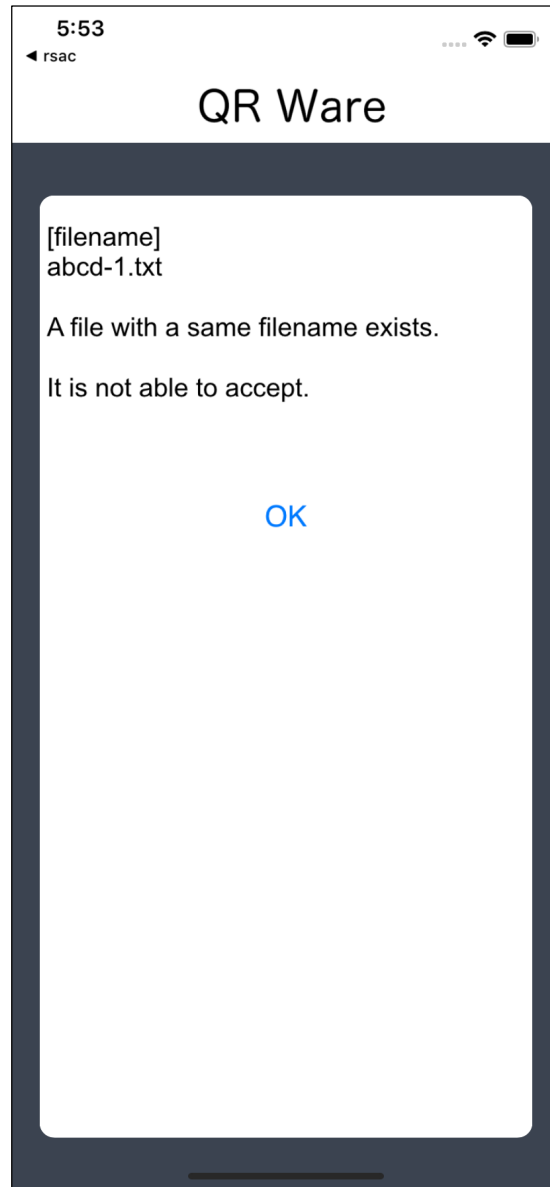 5:53
◀ rsac
QR Ware
[filename]
abcd-1.txt
A file with a same filename exists.
It is not able to accept.
OK